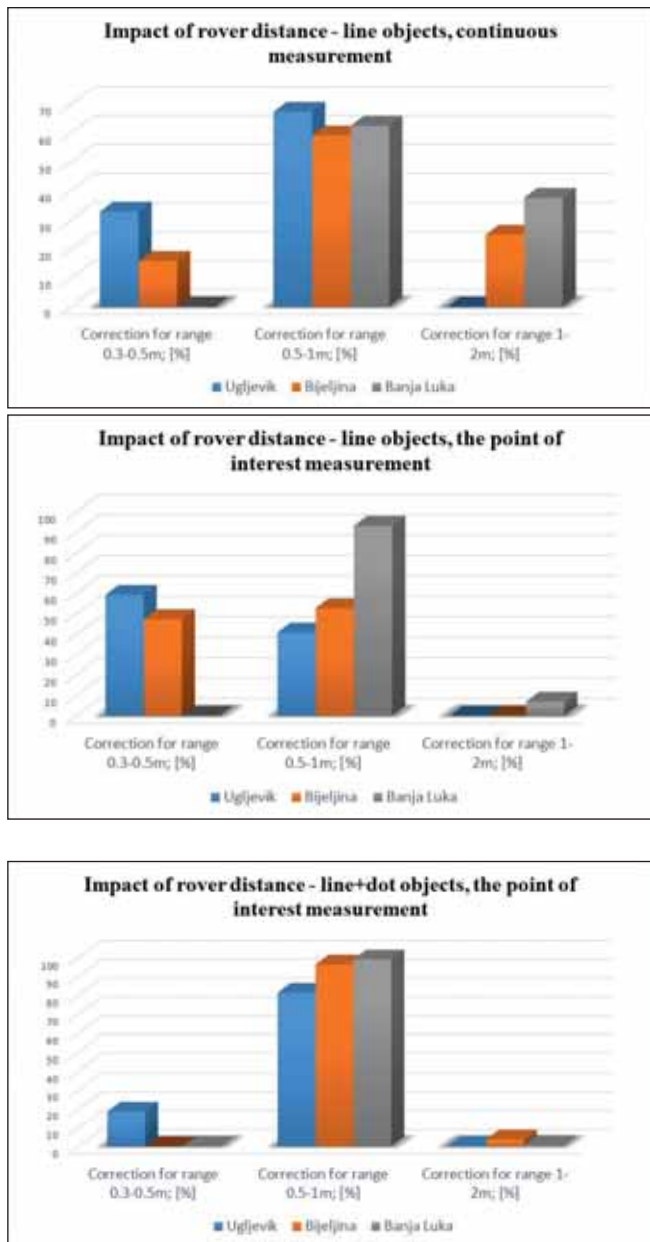 Impact of rover distance - line objects, continuous
measurement
70
60
50
40
30
20
10
0
Correction for range
0.3-0.5m; [%]
Correction for range
0.5-1m; [%]
Correction for range 1-
2m; [%]
Ugljevik
Bijeljina
Banja Luka
Impact of rover distance - line objects, the point of
interest measurement
100
90
80
70
60
50
40
30
20
10
0
Correction for range
0.3-0.5m; [%]
Correction for range
0.5-1m; [%]
Correction for range 1-
2m; [%]
Ugljevik
Bijeljina
Banja Luka
Impact of rover distance - line+dot objects, the point of
interest measurement
100
90
80
70
60
50
40
30
20
10
0
Correction for range
0.3-0.5m; [%]
Correction for range
0.5-1m; [%]
Correction for range 1-
2m; [%]
Ugljevik
Bijeljina
Banja Luka